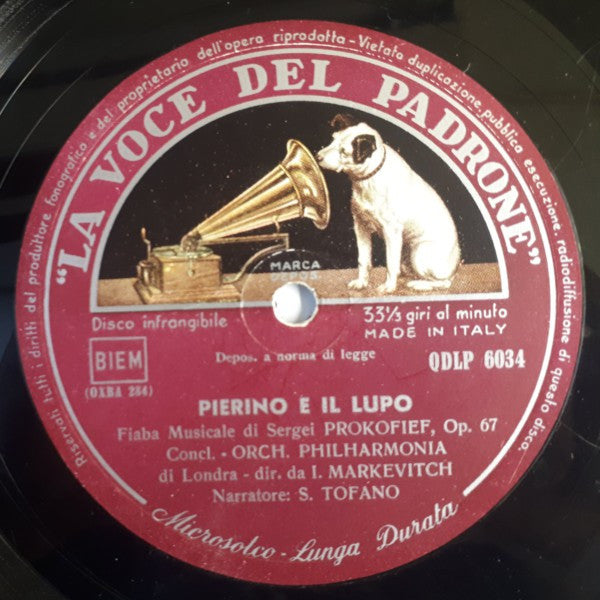 Riservati tutti i diritti del produttore fonografico e del proprietario dell'opera riprodotta - Vietata duplicazione, pubblica esecuzione, radiodiffusione di questo disco.
"LA VOCE DEL PADRONE"
MARCA
DEPOS.
Disco infrangibile
33⅓ giri al minuto
MADE IN ITALY
Depos. a norma di legge
BIEM
QDLP 6034
(OXBA 284)
PIERINO E IL LUPO
Fiaba Musicale di Sergei PROKOFIEF, Op. 67
Concl. - ORCH. PHILHARMONIA
di Londra - dir. da I. MARKEVITCH
Narratore: S. TOFANO
Microsolco - Lunga Durata